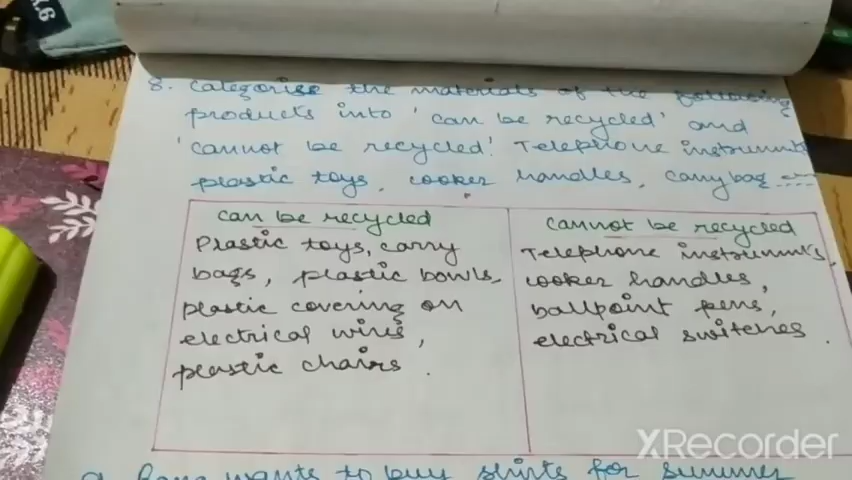 8. Categorise the materials of the following
products into 'can be recycled' and
'cannot be recycled'. Telephone instruments
plastic toys, cooker handles, carry bag
can be recycled
Plastic toys, carry
bags, plastic bowls,
plastic covering on
electrical wires,
plastic chairs.
cannot be recycled
Telephone instruments,
cooker handles,
ballpoint pens,
electrical switches.
XRecorder
9. Rana wants to buy shirts for summer